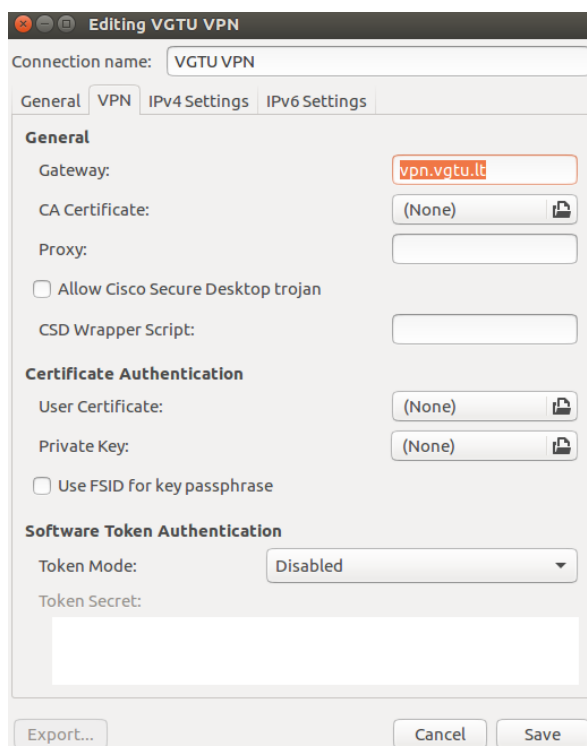 Editing VGTU VPN
Connection name: VGTU VPN
General VPN IPv4 Settings IPv6 Settings
General
Gateway: vpn.vgtu.lt
CA Certificate: (None)
Proxy:
Allow Cisco Secure Desktop trojan
CSD Wrapper Script:
Certificate Authentication
User Certificate: (None)
Private Key: (None)
Use FSID for key passphrase
Software Token Authentication
Token Mode: Disabled
Token Secret:
Export... Cancel Save